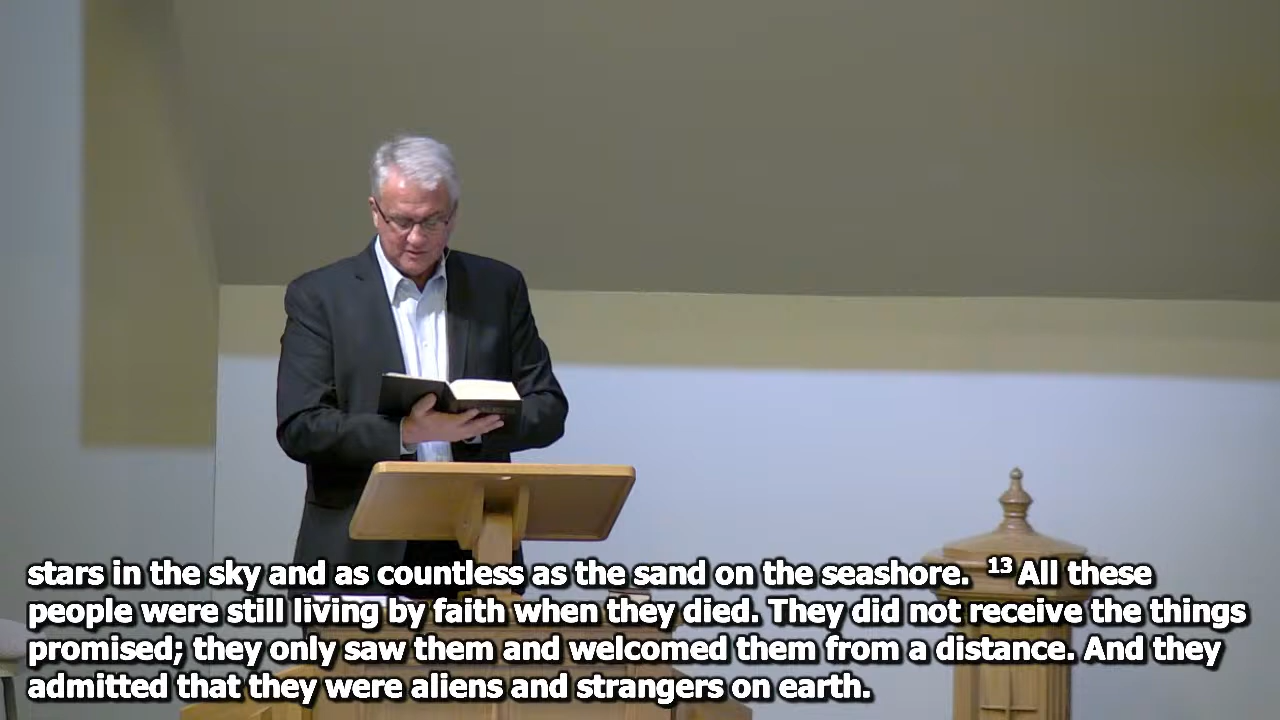 stars in the sky and as countless as the sand on the seashore. 13 All these
people were still living by faith when they died. They did not receive the things
promised; they only saw them and welcomed them from a distance. And they
admitted that they were aliens and strangers on earth.